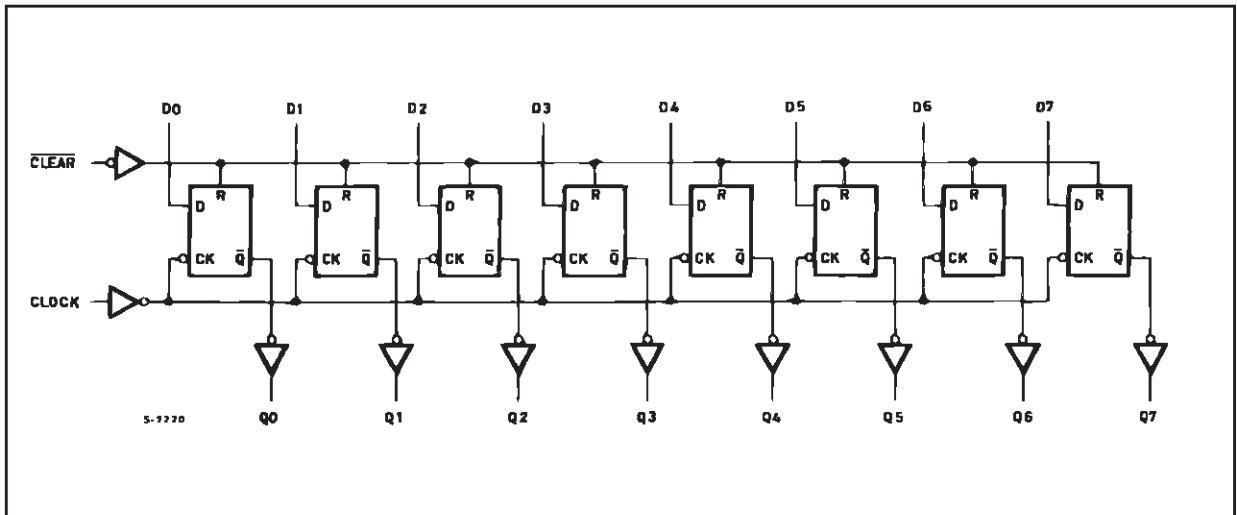 D0 D1 D2 D3 D4 D5 D6 D7
CLEAR
R R R R R R R R
D D D D D D D D
CK Q̅ CK Q̅ CK Q̅ CK Q̅ CK Q̅ CK Q̅ CK Q̅ CK Q̅
CLOCK
S-7220 Q0 Q1 Q2 Q3 Q4 Q5 Q6 Q7